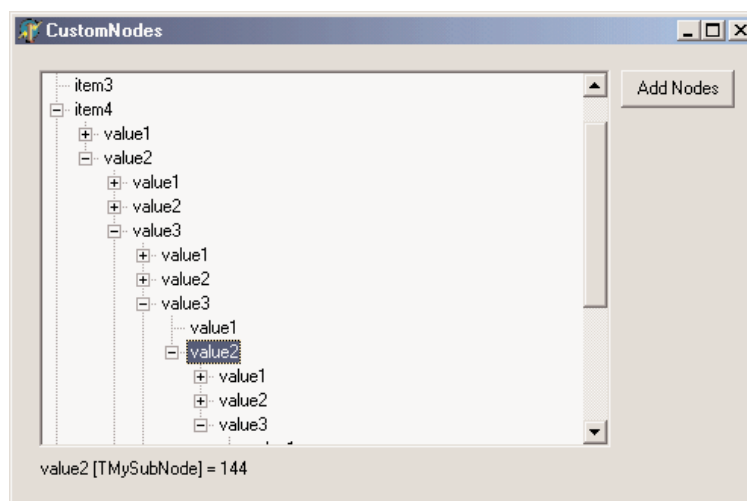 CustomNodes
item3
Add Nodes
item4
value1
value2
value1
value2
value3
value1
value2
value3
value1
value2
value1
value2
value3
value2 [TMySubNode] = 144